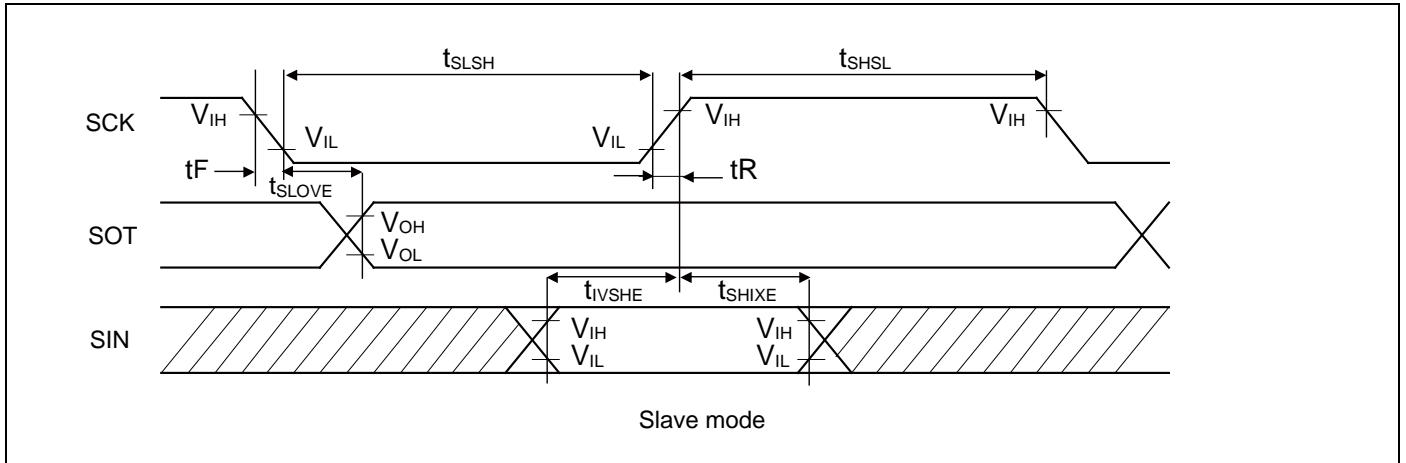 tSLSH tSHSL
SCK VIH VIL VIL VIH VIH
tF tSLOVE tR
SOT VOH
VOL
tIVSHE tSHIXE
SIN VIH VIH
VIL VIL
Slave mode